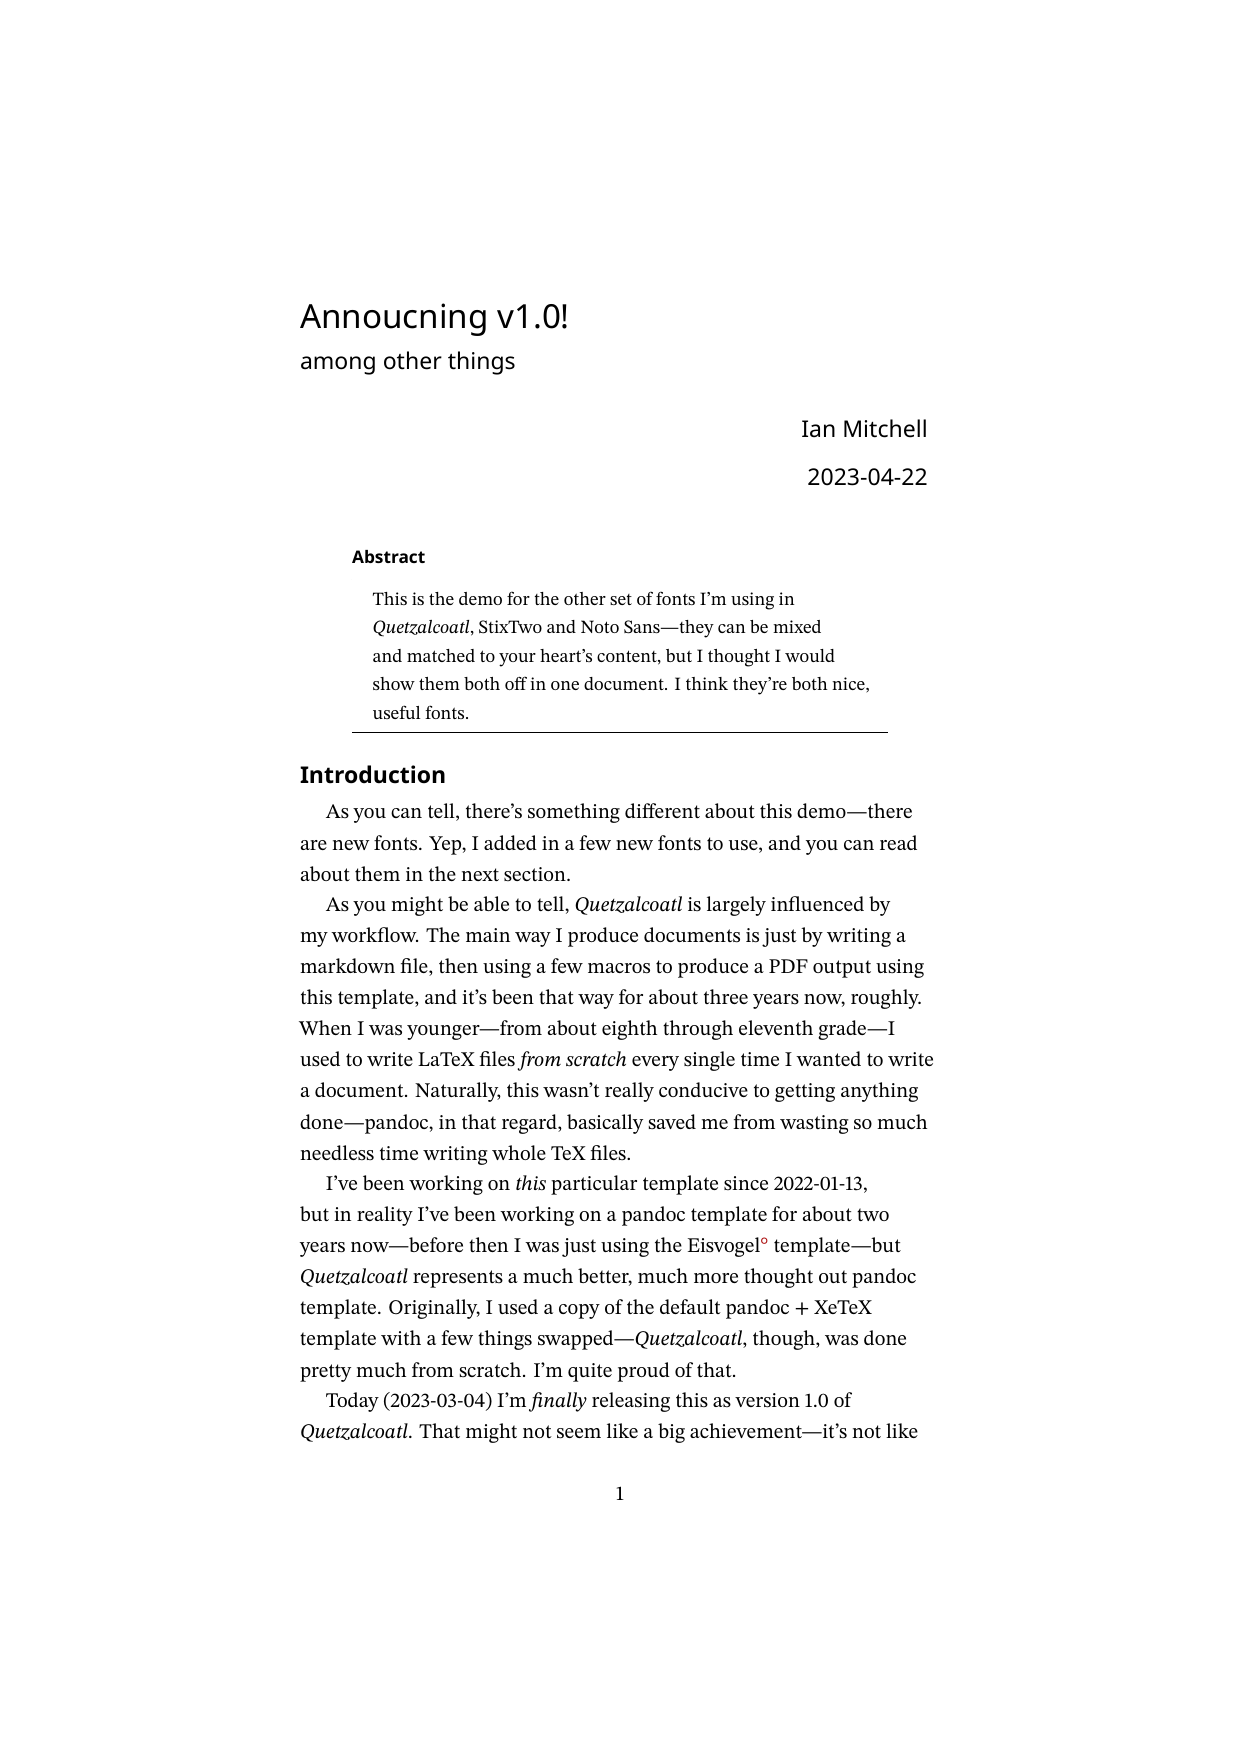 Annoucning v1.0!
among other things
Ian Mitchell
2023-04-22
Abstract
This is the demo for the other set of fonts I’m using in
Quetzalcoatl, StixTwo and Noto Sans—they can be mixed
and matched to your heart’s content, but I thought I would
show them both off in one document. I think they’re both nice,
useful fonts.
Introduction
As you can tell, there’s something different about this demo—there
are new fonts. Yep, I added in a few new fonts to use, and you can read
about them in the next section.
As you might be able to tell, Quetzalcoatl is largely influenced by
my workflow. The main way I produce documents is just by writing a
markdown file, then using a few macros to produce a PDF output using
this template, and it’s been that way for about three years now, roughly.
When I was younger—from about eighth through eleventh grade—I
used to write LaTeX files from scratch every single time I wanted to write
a document. Naturally, this wasn’t really conducive to getting anything
done—pandoc, in that regard, basically saved me from wasting so much
needless time writing whole TeX files.
I’ve been working on this particular template since 2022-01-13,
but in reality I’ve been working on a pandoc template for about two
years now—before then I was just using the Eisvogel° template—but
Quetzalcoatl represents a much better, much more thought out pandoc
template. Originally, I used a copy of the default pandoc + XeTeX
template with a few things swapped—Quetzalcoatl, though, was done
pretty much from scratch. I’m quite proud of that.
Today (2023-03-04) I’m finally releasing this as version 1.0 of
Quetzalcoatl. That might not seem like a big achievement—it’s not like
1